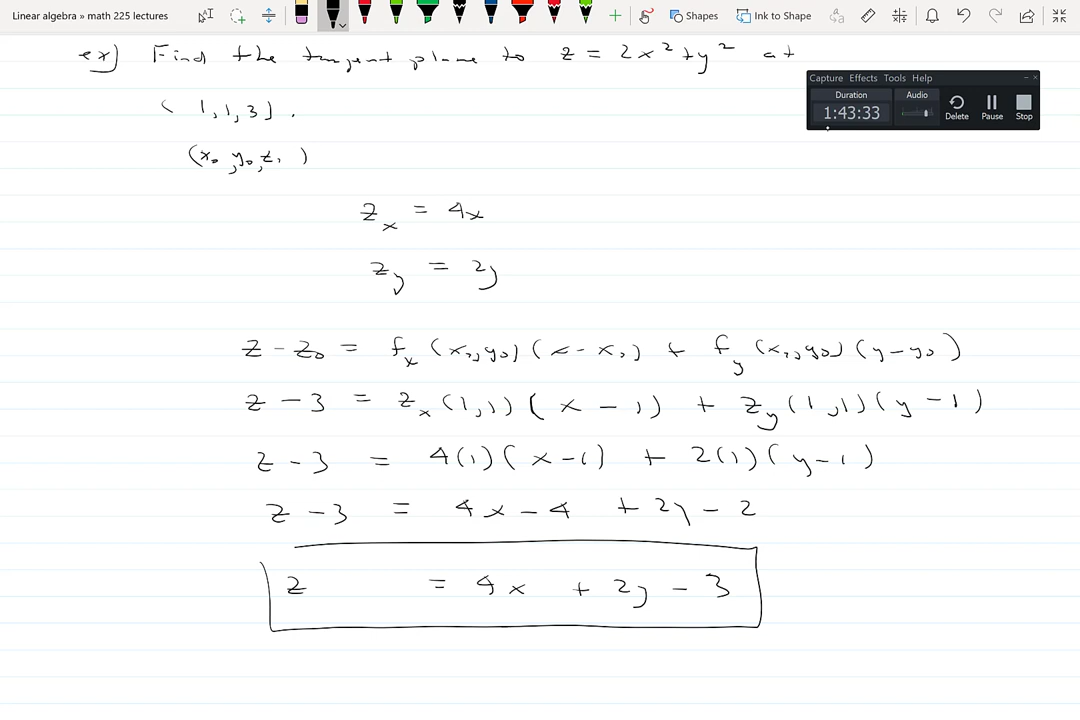 Linear algebra » math 225 lectures
Shapes
Ink to Shape
ex) Find the tangent plane to z = 2x² + y² at
Capture Effects Tools Help
Duration Audio
1:43:33
Delete Pause Stop
(1,1,3).
(x₀,y₀,z₀)
z_x = 4x
z_y = 2y
z - z₀ = f_x(x₀,y₀)(x-x₀) + f_y(x₀,y₀)(y-y₀)
z - 3 = z_x(1,1)(x - 1) + z_y(1,1)(y - 1)
z - 3 = 4(1)(x-1) + 2(1)(y-1)
z - 3 = 4x - 4 + 2y - 2
z = 4x + 2y - 3